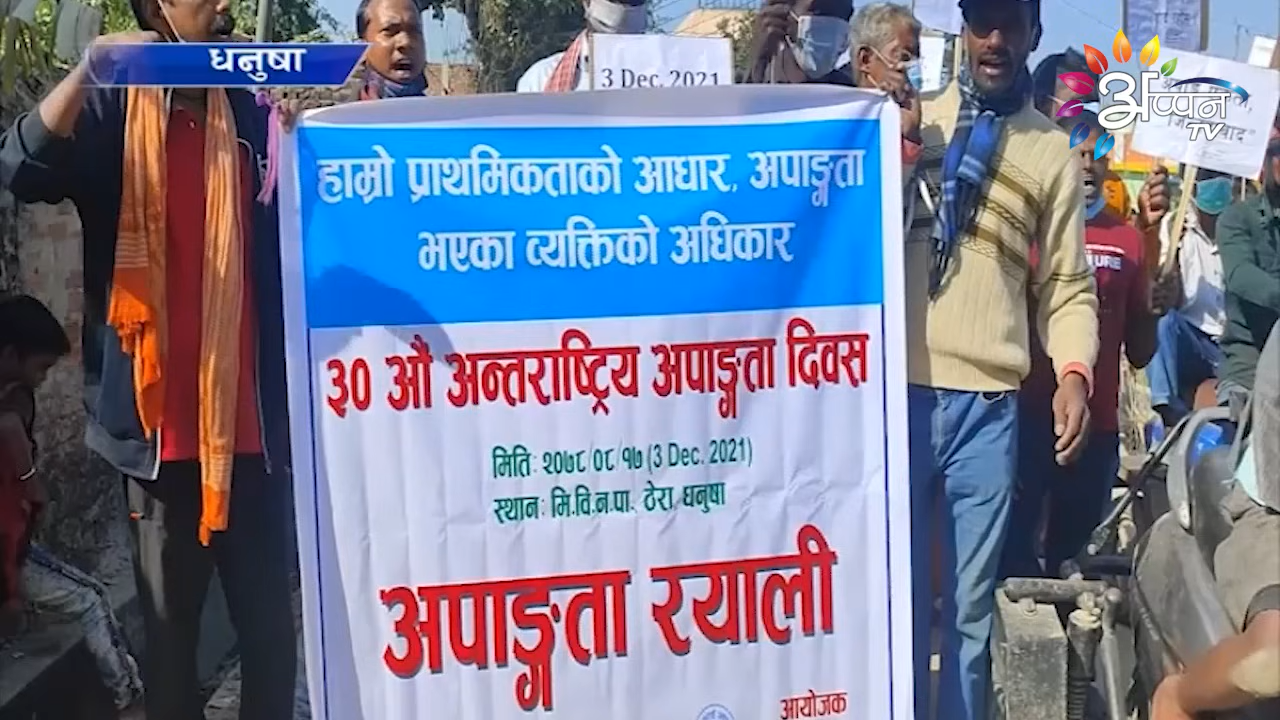 धनुषा
3 Dec. 2021
अप्पन
TV
हाम्रो प्राथमिकताको आधार, अपाङ्गता
भएका व्यक्तिको अधिकार
३० औं अन्तराष्ट्रिय अपाङ्गता दिवस
मिति: २०७८/०८/१७ (3 Dec. 2021)
स्थान: मि.वि.न.पा. ठेरा, धनुषा
अपाङ्गता रयाली
आयोजक